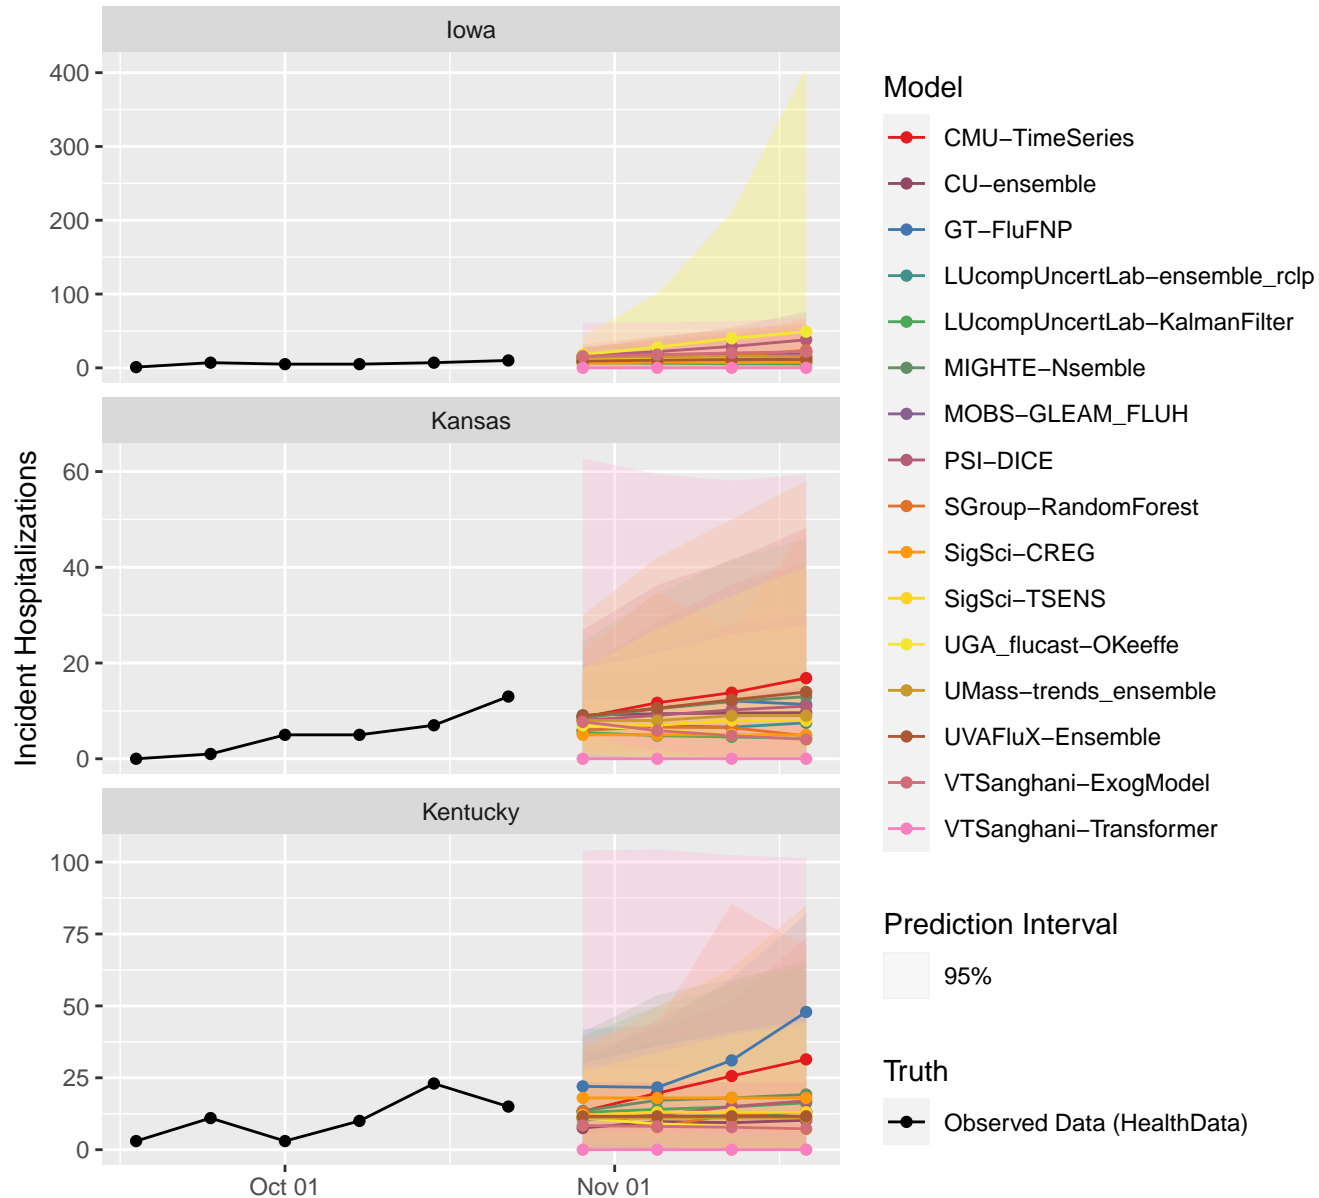 Iowa
400
300
200
100
0
Kansas
60
40
20
0
Kentucky
100
75
50
25
0
Oct 01
Nov 01
Incident Hospitalizations
Model
CMU−TimeSeries
CU−ensemble
GT−FluFNP
LUcompUncertLab−ensemble_rclp
LUcompUncertLab−KalmanFilter
MIGHTE−Nsemble
MOBS−GLEAM_FLUH
PSI−DICE
SGroup−RandomForest
SigSci−CREG
SigSci−TSENS
UGA_flucast−OKeeffe
UMass−trends_ensemble
UVAFluX−Ensemble
VTSanghani−ExogModel
VTSanghani−Transformer
Prediction Interval
95%
Truth
Observed Data (HealthData)